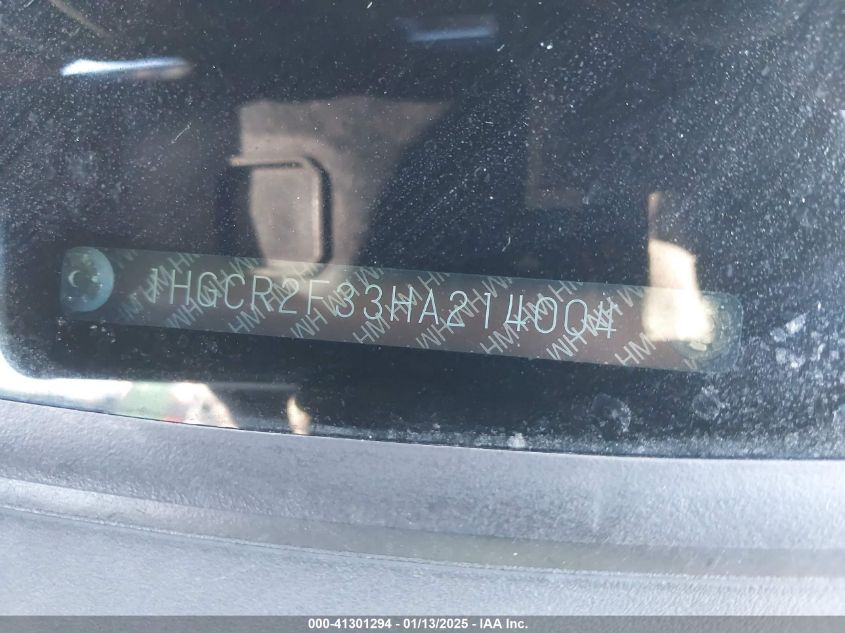 1HGCR2F33HA214004
000-41301294 - 01/13/2025 - IAA Inc.